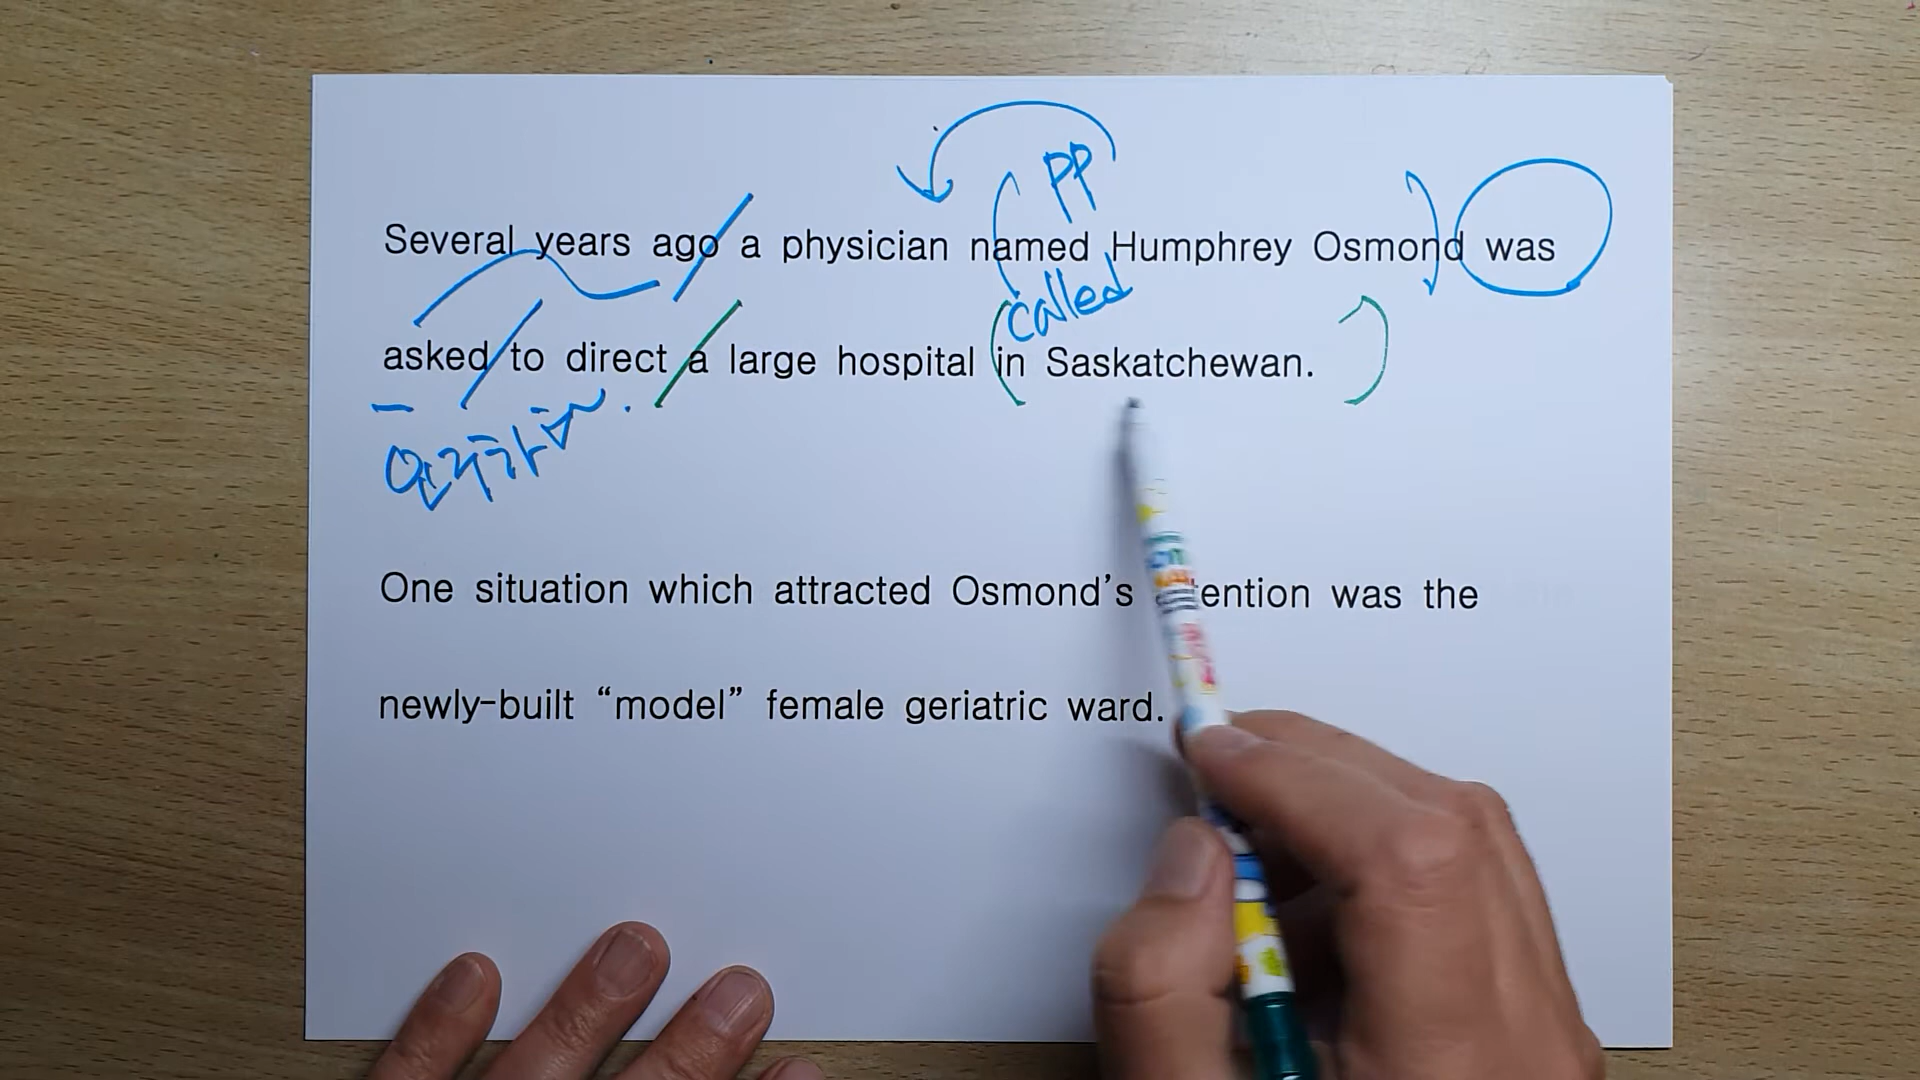 PP
Several years ago a physician named Humphrey Osmond was
called
asked to direct a large hospital in Saskatchewan.
One situation which attracted Osmond's ention was the
newly-built “model” female geriatric ward.